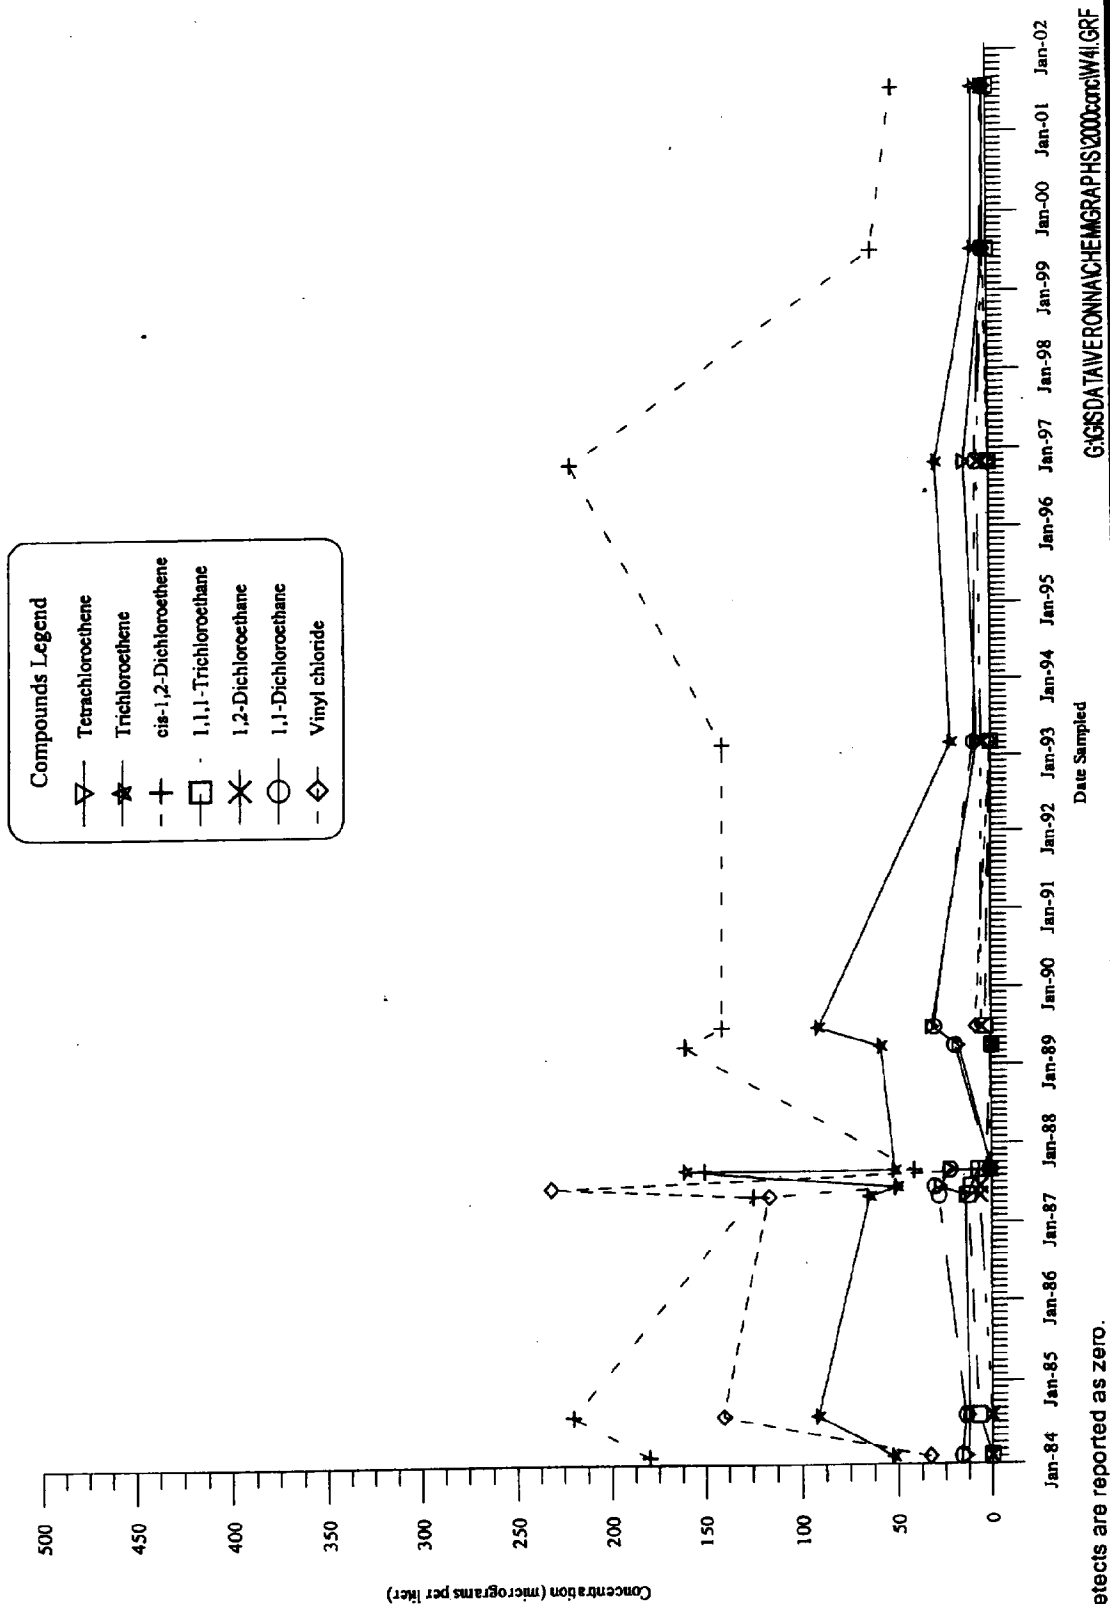 Compounds Legend
Tetrachloroethene
Trichloroethene
cis-1,2-Dichloroethene
1,1,1-Trichloroethane
1,2-Dichloroethane
1,1-Dichloroethane
Vinyl chloride
Concentration (micrograms per liter)
500
450
400
350
300
250
200
150
100
50
0
Jan-84
Jan-85
Jan-86
Jan-87
Jan-88
Jan-89
Jan-90
Jan-91
Jan-92
Jan-93
Jan-94
Jan-95
Jan-96
Jan-97
Jan-98
Jan-99
Jan-00
Jan-01
Jan-02
Date Sampled
etects are reported as zero.